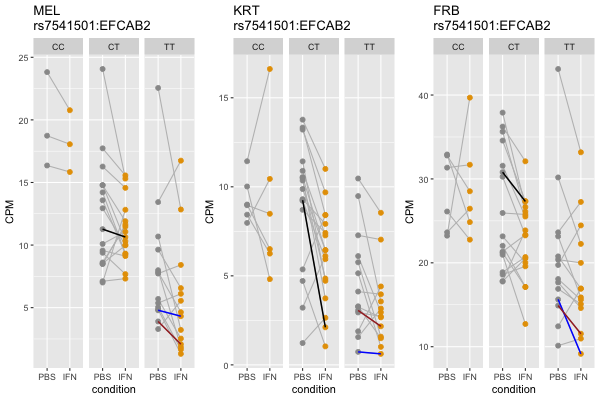 MEL
rs7541501:EFCAB2
CC CT TT
25
20
15
10
5
CPM
PBS IFN PBS IFN PBS IFN
condition
KRT
rs7541501:EFCAB2
CC CT TT
15
10
5
0
CPM
PBS IFN PBS IFN PBS IFN
condition
FRB
rs7541501:EFCAB2
CC CT TT
40
30
20
10
CPM
PBS IFN PBS IFN PBS IFN
condition